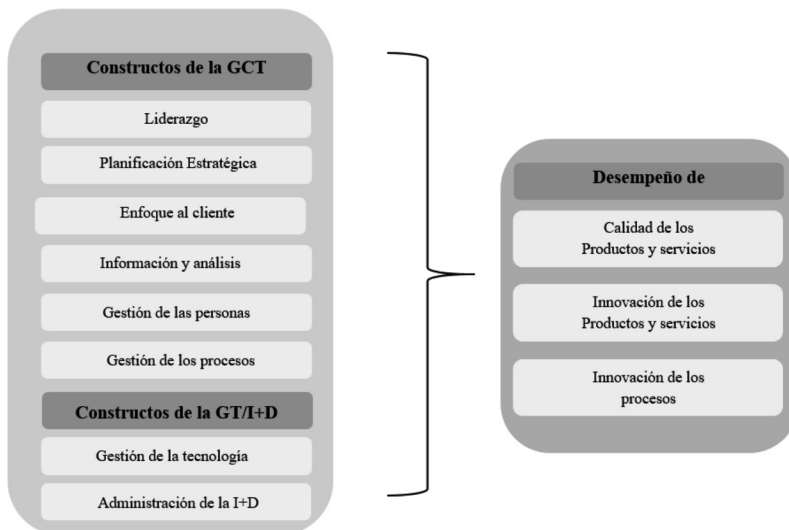 Constructos de la GCT
Liderazgo
Planificación Estratégica
Enfoque al cliente
Información y análisis
Gestión de las personas
Gestión de los procesos
Constructos de la GT/I+D
Gestión de la tecnología
Administración de la I+D
Desempeño de
Calidad de los
Productos y servicios
Innovación de los
Productos y servicios
Innovación de los
procesos